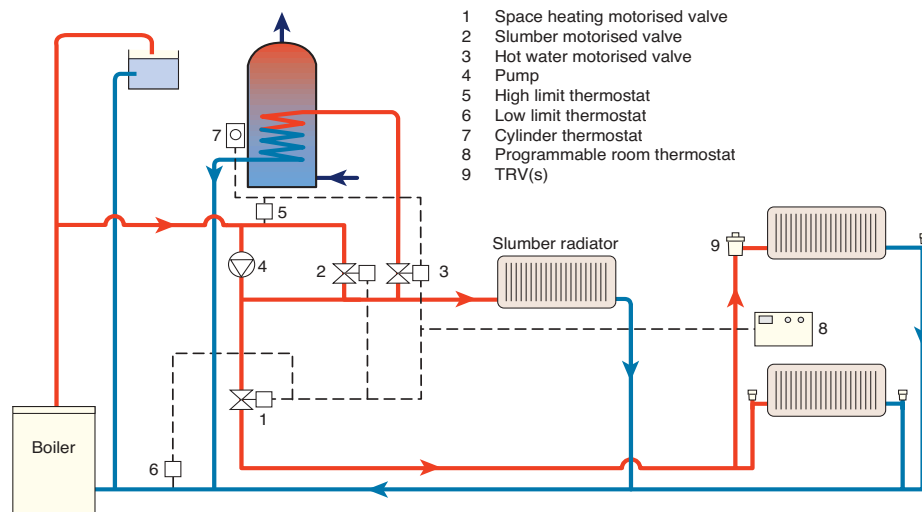 1 Space heating motorised valve
2 Slumber motorised valve
3 Hot water motorised valve
4 Pump
5 High limit thermostat
6 Low limit thermostat
7 Cylinder thermostat
8 Programmable room thermostat
9 TRV(s)
7
5
Slumber radiator
9
4
2
3
8
1
Boiler
6